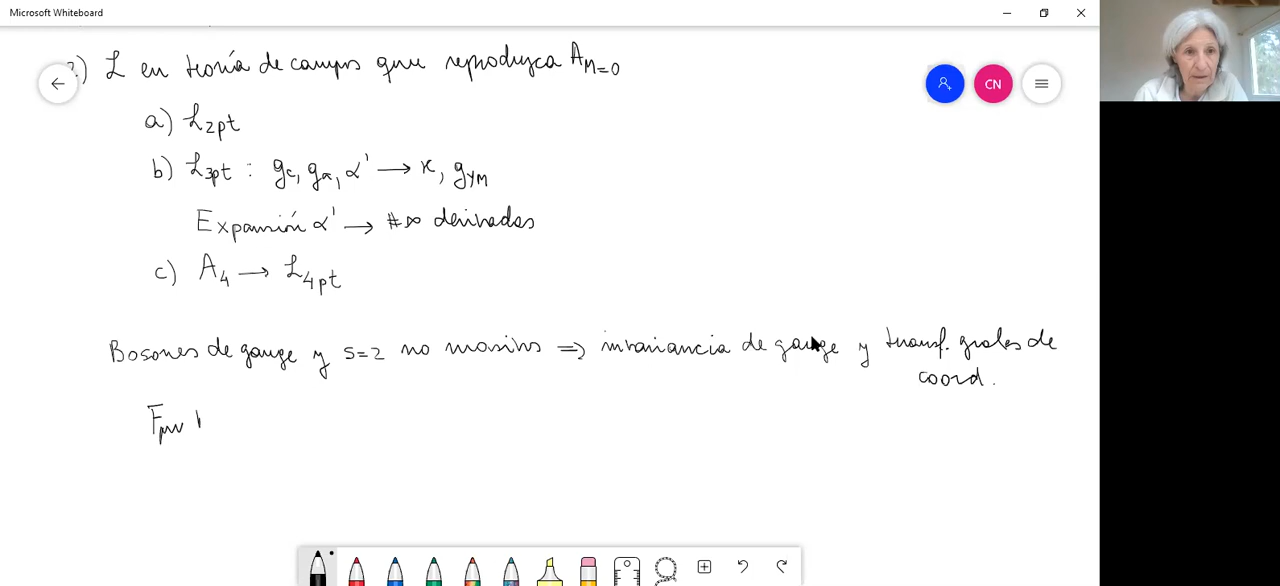 Microsoft Whiteboard
2.) L en teoría de campos que reproduzca A_{M=0}
a) L_{2pt}
b) L_{3pt} : g_c, g_α, α' → κ, g_{YM}
Expansión α' → #∞ derivadas
c) A_4 → L_{4pt}
Bosones de gauge y s=2 no masivos ⇒ invariancia de gauge y transf. grales de
coord.
F_{μν}
CN